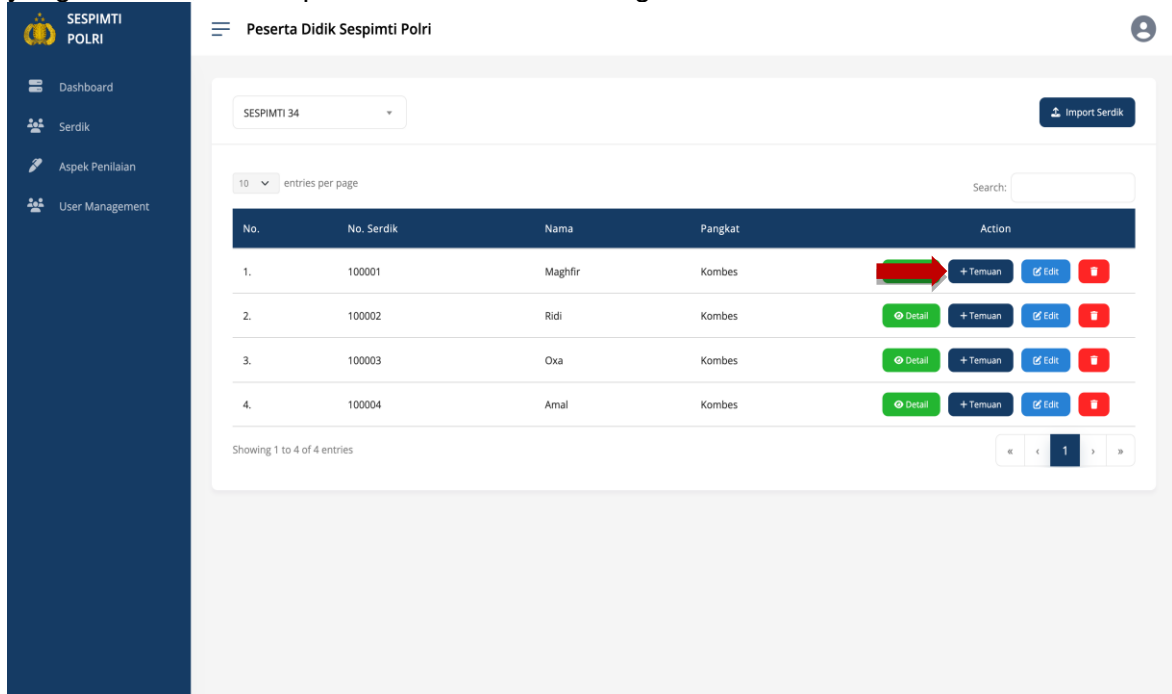 SESPIMTI
POLRI
Peserta Didik Sespimti Polri
Dashboard
Serdik
Aspek Penilaian
User Management
SESPIMTI 34
Import Serdik
10 entries per page
Search:
No. No. Serdik Nama Pangkat Action
1. 100001 Maghfir Kombes + Temuan Edit
2. 100002 Ridi Kombes Detail + Temuan Edit
3. 100003 Oxa Kombes Detail + Temuan Edit
4. 100004 Amal Kombes Detail + Temuan Edit
Showing 1 to 4 of 4 entries
« ‹ 1 › »